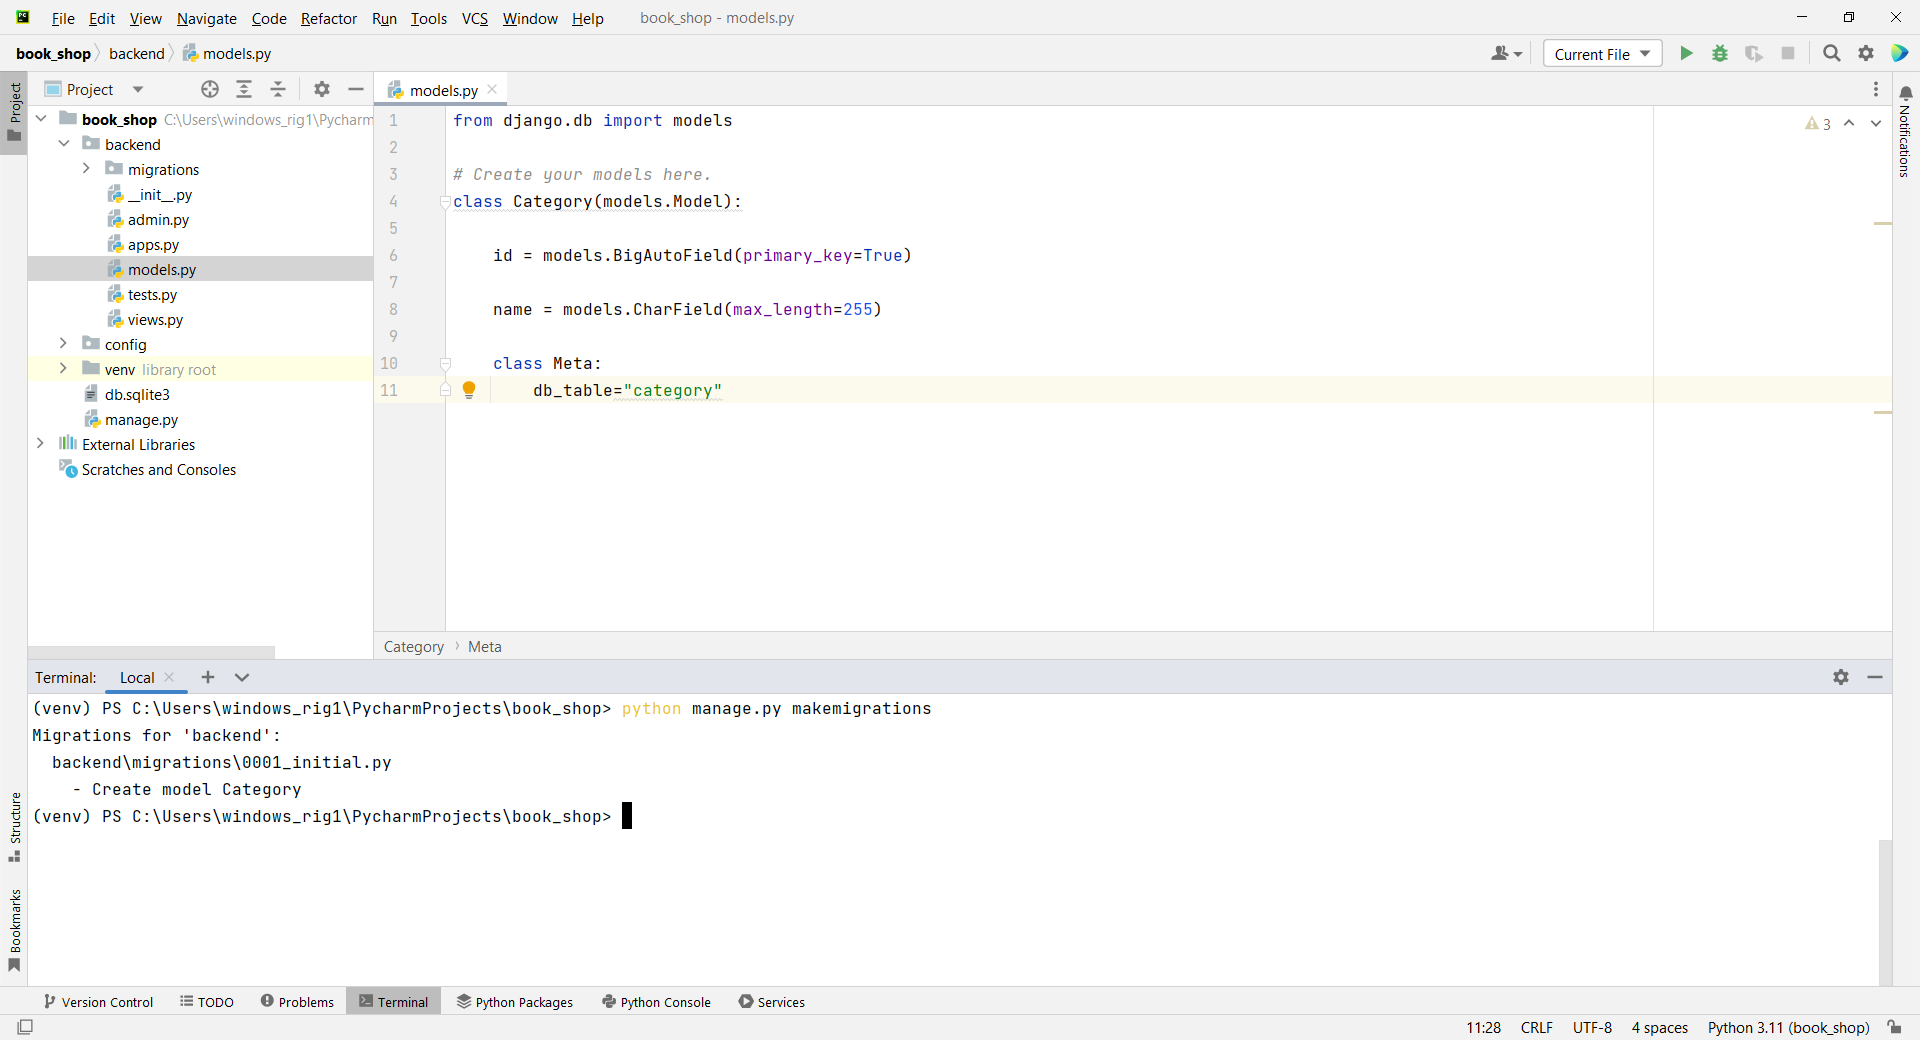 File Edit View Navigate Code Refactor Run Tools VCS Window Help book_shop - models.py
book_shop backend models.py Current File
Project
Project
models.py
Notifications
book_shop C:\Users\windows_rig1\Pycharm
backend
migrations
__init__.py
admin.py
apps.py
models.py
tests.py
views.py
config
venv library root
db.sqlite3
manage.py
External Libraries
Scratches and Consoles
1 from django.db import models
2
3 # Create your models here.
4 class Category(models.Model):
5
6 id = models.BigAutoField(primary_key=True)
7
8 name = models.CharField(max_length=255)
9
10 class Meta:
11 db_table="category"
3
Category Meta
Terminal: Local
(venv) PS C:\Users\windows_rig1\PycharmProjects\book_shop> python manage.py makemigrations
Migrations for 'backend':
backend\migrations\0001_initial.py
- Create model Category
(venv) PS C:\Users\windows_rig1\PycharmProjects\book_shop>
Structure
Bookmarks
Version Control TODO Problems Terminal Python Packages Python Console Services
11:28 CRLF UTF-8 4 spaces Python 3.11 (book_shop)